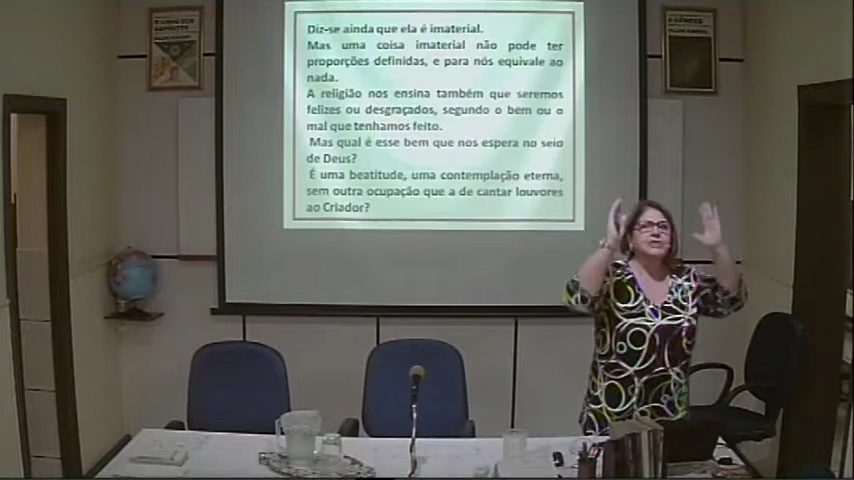 Diz-se ainda que ela é imaterial.
Mas uma coisa imaterial não pode ter
proporções definidas, e para nós equivale ao
nada.
A religião nos ensina também que seremos
felizes ou desgraçados, segundo o bem ou o
mal que tenhamos feito.
Mas qual é esse bem que nos espera no seio
de Deus?
É uma beatitude, uma contemplação eterna,
sem outra ocupação que a de cantar louvores
ao Criador?